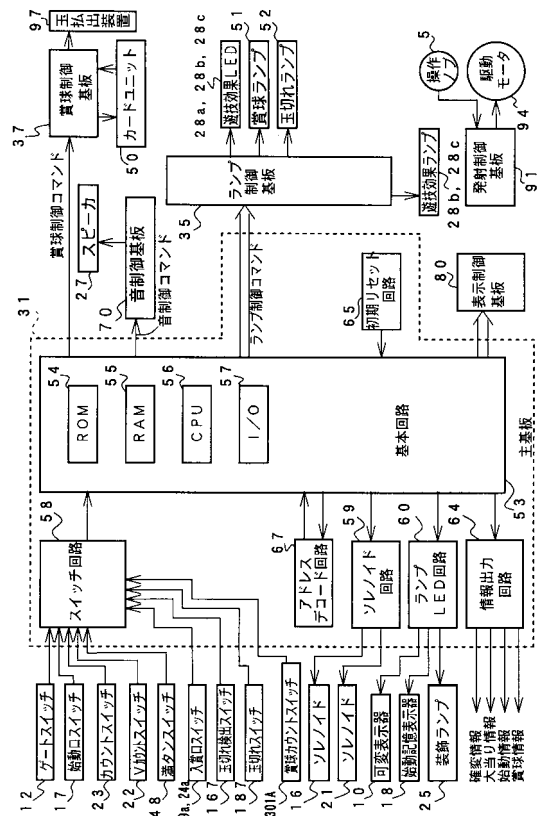 31
12
ゲートスイッチ
17
始動口スイッチ
23
カウントスイッチ
22
Vカウントスイッチ
48
満タンスイッチ
9a, 24a
入賞口スイッチ
167
玉切れ検出スイッチ
187
玉切れスイッチ
301A
賞球カウントスイッチ
16
ソレノイド
21
ソレノイド
10
可変表示器
18
始動記憶表示器
25
装飾ランプ
確変情報
大当り情報
始動情報
賞球情報
58
スイッチ回路
67
アドレス
デコード回路
59
ソレノイド
回路
60
ランプ
LED回路
64
情報出力
回路
54
ROM
55
RAM
56
CPU
57
I/O
基本回路
53
主基板
65
初期リセット
回路
賞球制御コマンド
音制御コマンド
ランプ制御コマンド
27
スピーカ
70
音制御基板
37
賞球制御
基板
97
玉払出装置
50
カードユニット
35
ランプ制御
基板
28a, 28b, 28c
遊技効果LED
51
賞球ランプ
52
玉切れランプ
遊技効果ランプ
28b, 28c
80
表示制御
基板
5
操作
ノブ
91
発射制御
基板
駆動
モータ
94